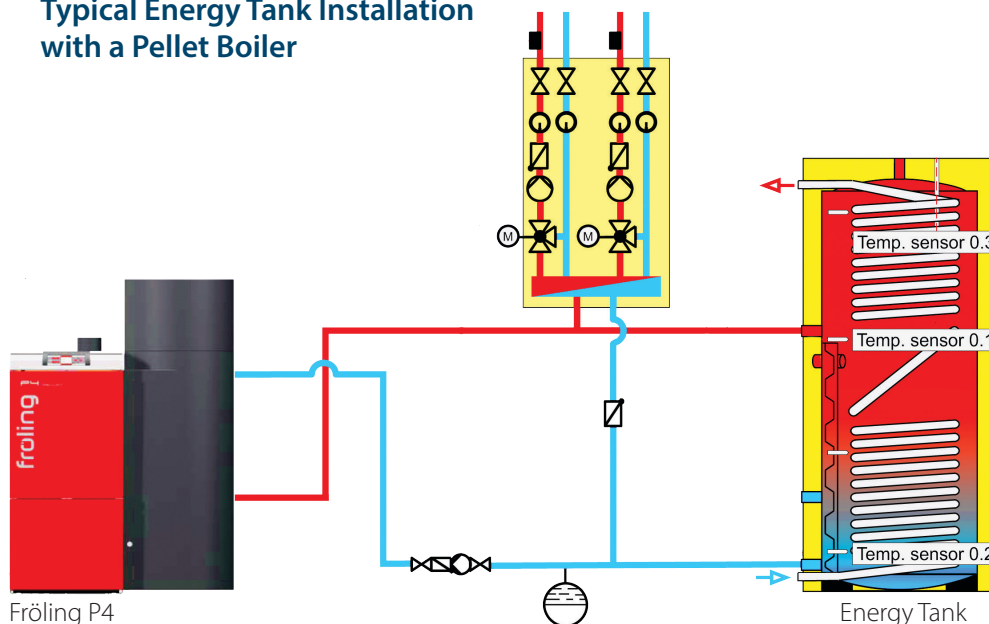 Typical Energy Tank Installation
with a Pellet Boiler
M
M
Temp. sensor 0.3
Temp. sensor 0.1
Temp. sensor 0.2
froling
Fröling P4
Energy Tank